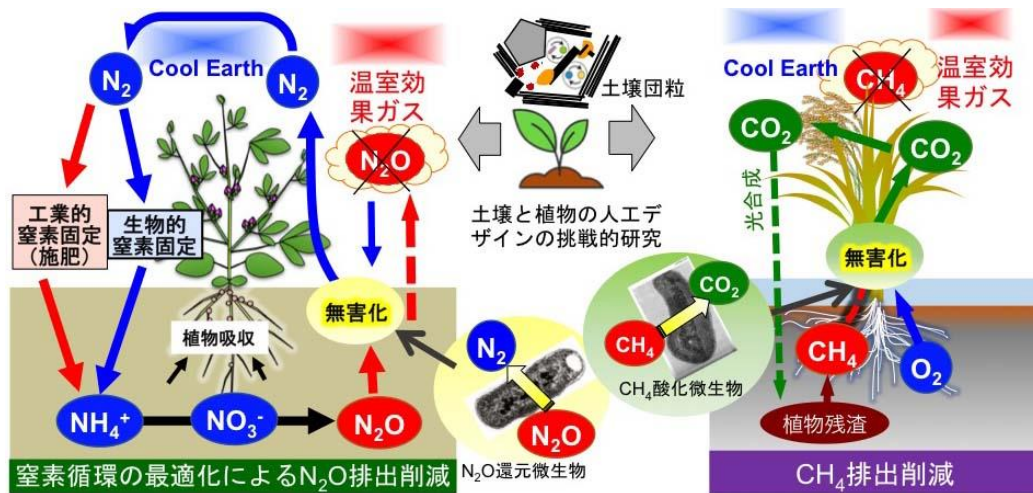 N₂
Cool Earth
N₂
温室効
果ガス
N₂O
工業的
窒素固定
(施肥)
生物的
窒素固定
植物吸収
無害化
NH₄⁺
NO₃⁻
N₂O
窒素循環の最適化によるN₂O排出削減
土壌団粒
土壌と植物の人工デ
ザインの挑戦的研究
N₂
N₂O
N₂O還元微生物
CH₄
CO₂
CH₄酸化微生物
Cool Earth
CH₄
温室効
果ガス
CO₂
CO₂
光合成
無害化
CH₄
O₂
植物残渣
CH₄排出削減